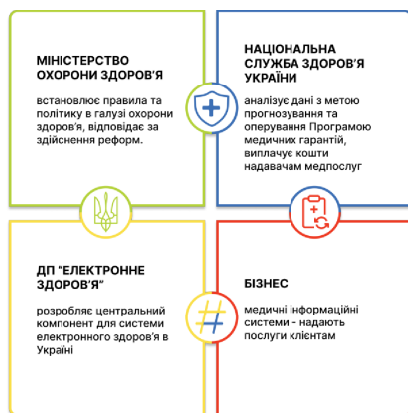 МІНІСТЕРСТВО
ОХОРОНИ ЗДОРОВ'Я
встановлює правила та
політику в галузі охорони
здоров'я, відповідає за
здійснення реформ.
НАЦІОНАЛЬНА
СЛУЖБА ЗДОРОВ'Я
УКРАЇНИ
аналізує дані з метою
прогнозування та
оперування Програмою
медичних гарантій,
виплачує кошти
надавачам медпослуг
ДП "ЕЛЕКТРОННЕ
ЗДОРОВ'Я"
розробляє центральний
компонент для системи
електронного здоров'я в
Україні
БІЗНЕС
медичні інформаційні
системи - надають
послуги клієнтам